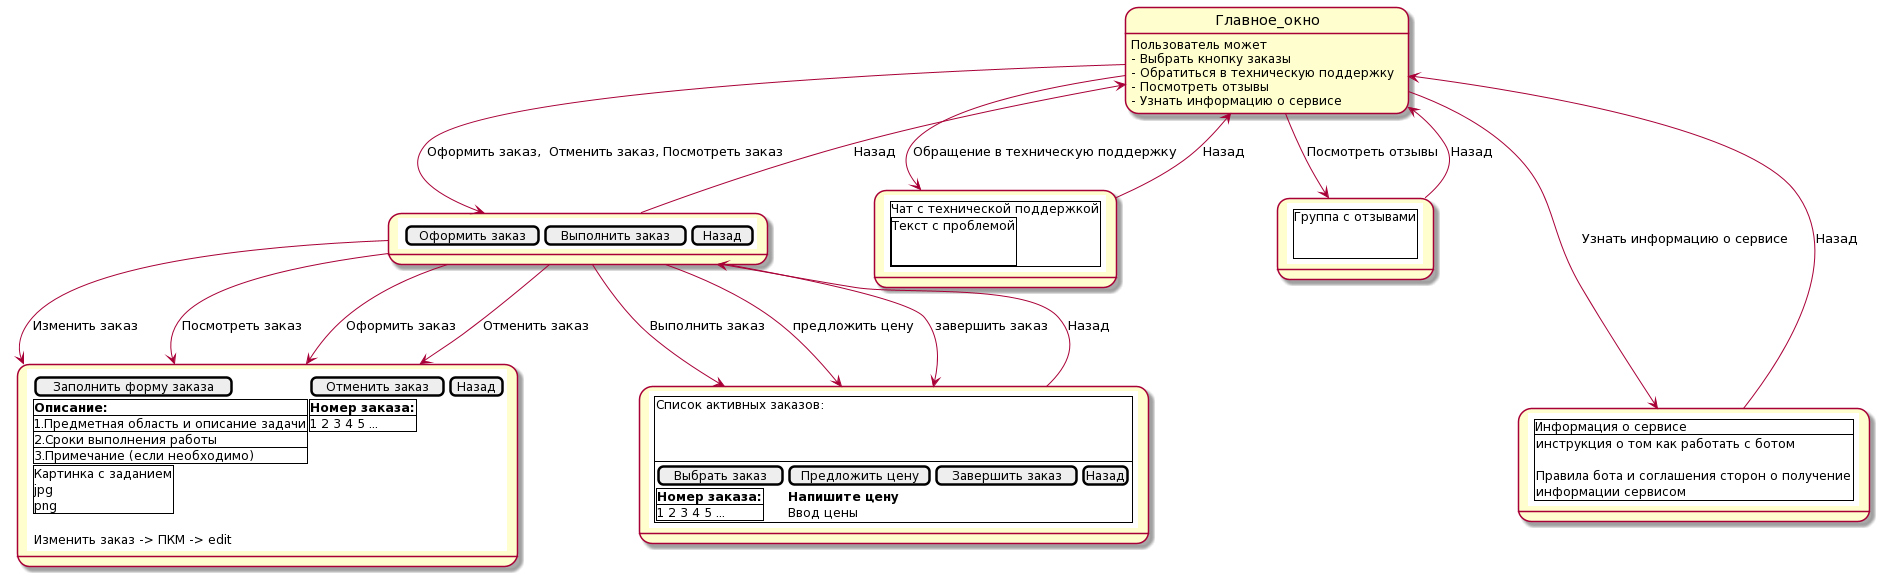 Главное_окно
Пользователь может
- Выбрать кнопку заказы
- Обратиться в техническую поддержку
- Посмотреть отзывы
- Узнать информацию о сервисе
Оформить заказ,  Отменить заказ, Посмотреть заказ
Назад
Обращение в техническую поддержку
Назад
Посмотреть отзывы
Назад
Оформить заказ
Выполнить заказ
Назад
Чат с технической поддержкой
Текст с проблемой
Группа с отзывами
Узнать информацию о сервисе
Назад
Изменить заказ
Посмотреть заказ
Оформить заказ
Отменить заказ
Выполнить заказ
предложить цену
завершить заказ
Назад
Заполнить форму заказа
Отменить заказ
Назад
Описание:
1.Предметная область и описание задачи
2.Сроки выполнения работы
3.Примечание (если необходимо)
Номер заказа:
1 2 3 4 5 ...
Картинка с заданием
jpg
png
Изменить заказ -> ПКМ -> edit
Список активных заказов:
Выбрать заказ
Предложить цену
Завершить заказ
Назад
Номер заказа:
1 2 3 4 5 ...
Напишите цену
Ввод цены
Информация о сервисе
инструкция о том как работать с ботом
Правила бота и соглашения сторон о получение
информации сервисом